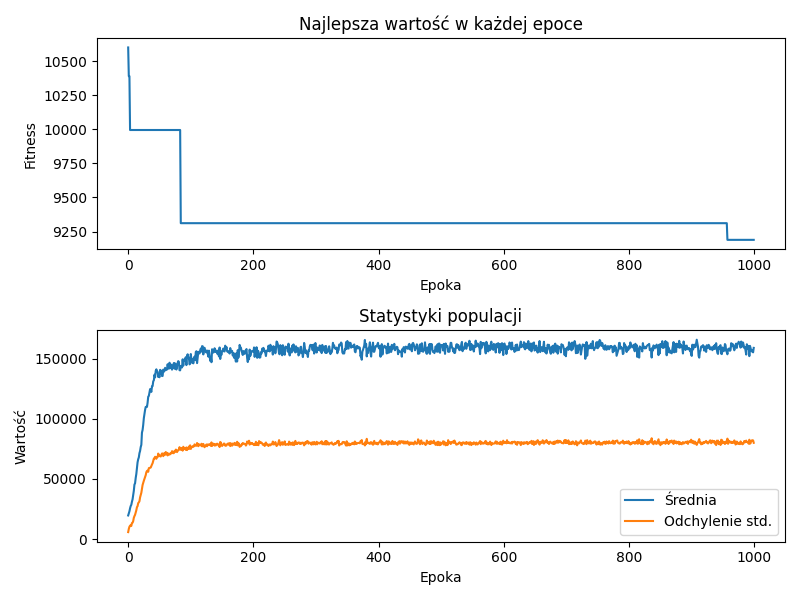 Najlepsza wartość w każdej epoce
10500
10250
10000
9750
9500
9250
Fitness
0 200 400 600 800 1000
Epoka
Statystyki populacji
150000
100000
50000
0
Wartość
Średnia
Odchylenie std.
0 200 400 600 800 1000
Epoka